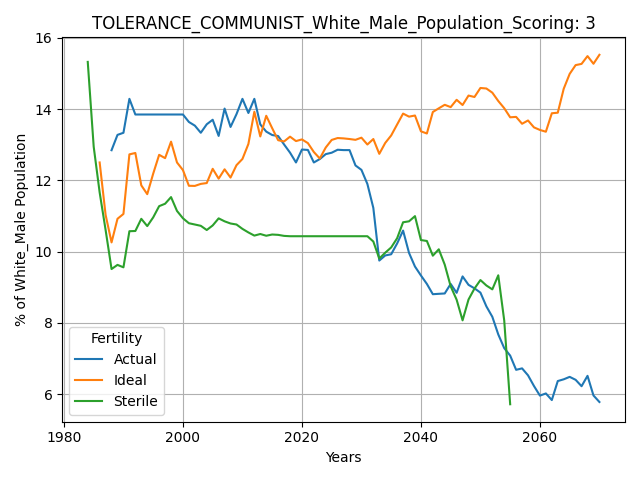 TOLERANCE_COMMUNIST_White_Male_Population_Scoring: 3
% of White_Male Population
16
14
12
10
8
6
Fertility
Actual
Ideal
Sterile
1980 2000 2020 2040 2060
Years